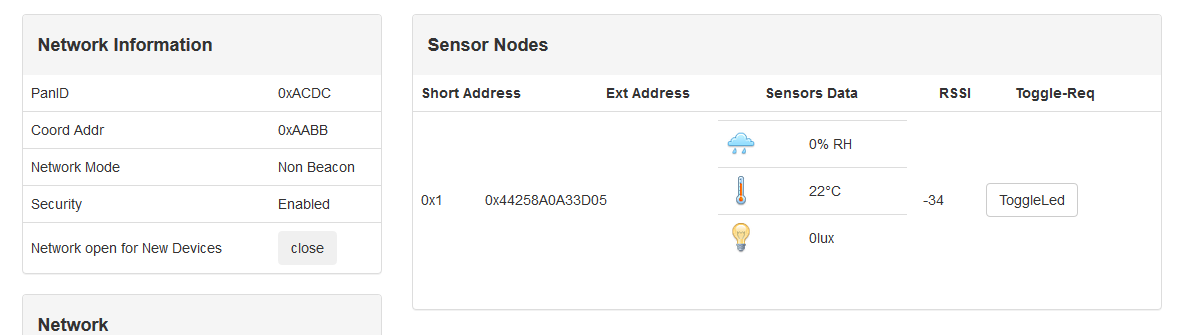 Network Information
PanID 0xACDC
Coord Addr 0xAABB
Network Mode Non Beacon
Security Enabled
Network open for New Devices close
Network
Sensor Nodes
Short Address Ext Address Sensors Data RSSI Toggle-Req
0% RH
22°C
0x1 0x44258A0A33D05 -34 ToggleLed
0lux